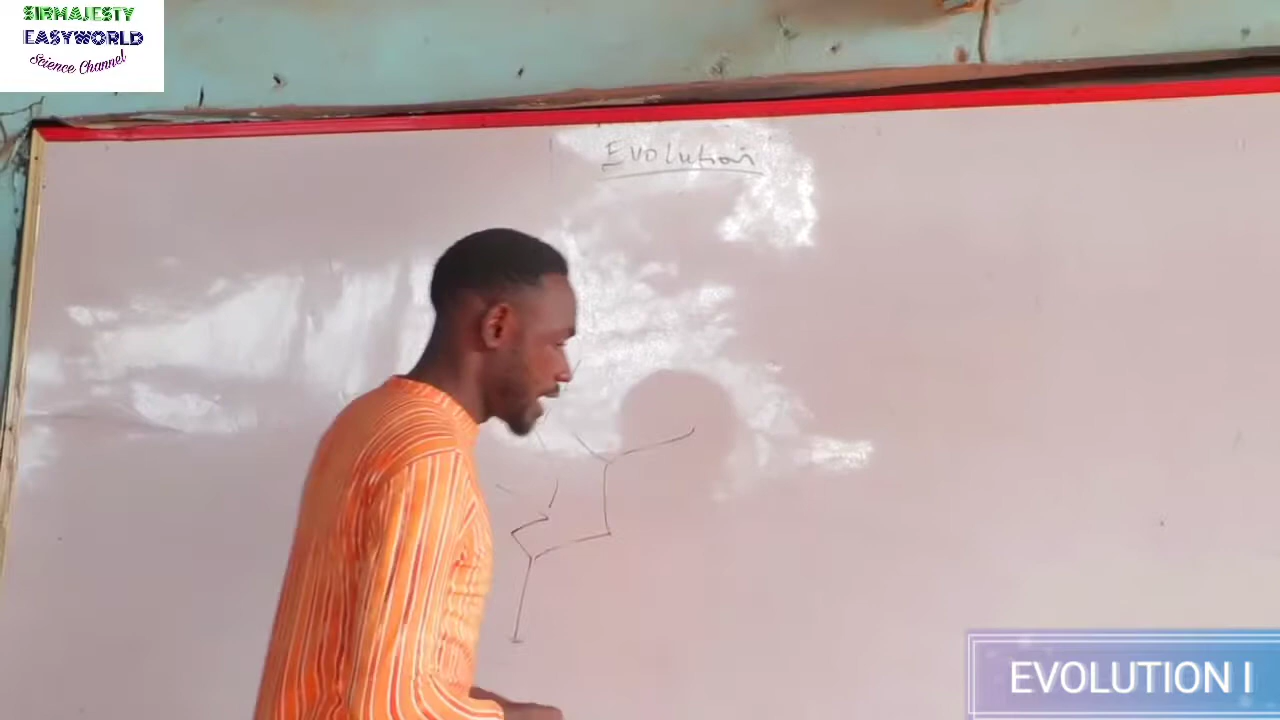 SIRMAJESTY
EASYWORLD
Science Channel
Evolution
EVOLUTION I